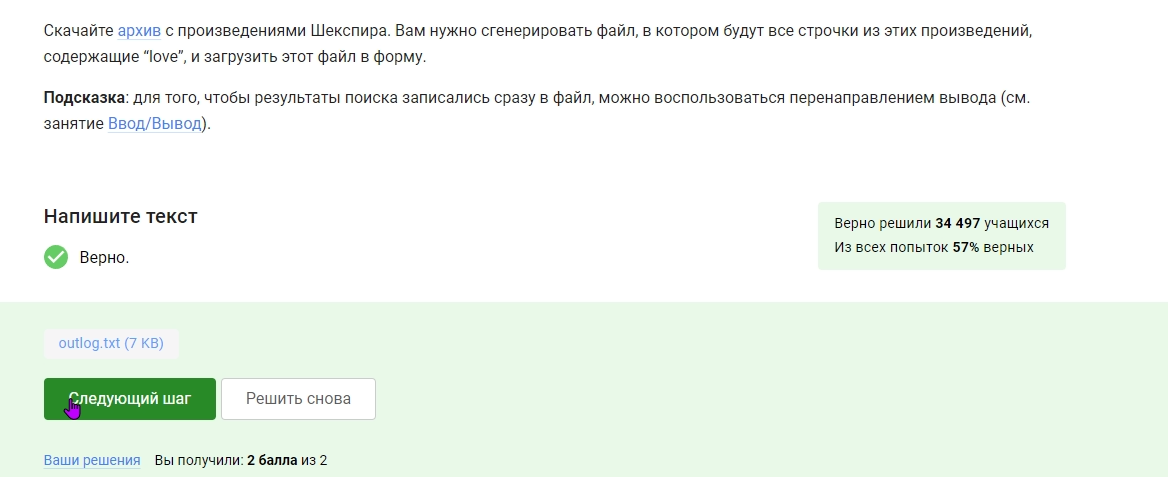 Скачайте архив с произведениями Шекспира. Вам нужно сгенерировать файл, в котором будут все строчки из этих произведений,
содержащие “love”, и загрузить этот файл в форму.
Подсказка: для того, чтобы результаты поиска записались сразу в файл, можно воспользоваться перенаправлением вывода (см.
занятие Ввод/Вывод).
Напишите текст
Верно.
Верно решили 34 497 учащихся
Из всех попыток 57% верных
outlog.txt (7 KB)
Следующий шаг
Решить снова
Ваши решения Вы получили: 2 балла из 2